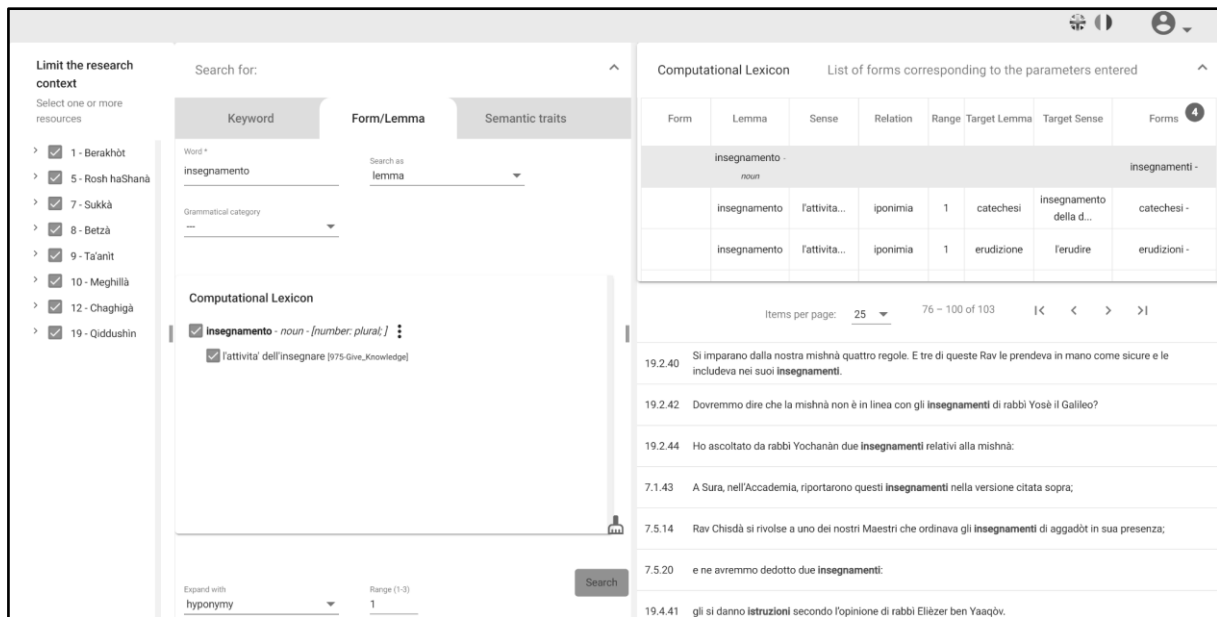 Limit the research
context
Select one or more
resources
1 - Berakhòt
5 - Rosh haShanà
7 - Sukkà
8 - Betzà
9 - Ta'anìt
10 - Meghillà
12 - Chaghigà
19 - Qiddushìn
Search for:
Keyword Form/Lemma Semantic traits
Word *
insegnamento
Search as
lemma
Grammatical category
---
Computational Lexicon
insegnamento - noun - [number: plural; ]
l'attivita' dell'insegnare [975-Give_Knowledge]
Expand with
hyponymy
Range (1-3)
1
Search
Computational Lexicon List of forms corresponding to the parameters entered
Form Lemma Sense Relation Range Target Lemma Target Sense Forms 4
insegnamento -
noun
insegnamenti -
insegnamento l'attivita... iponimia 1 catechesi insegnamento
della d... catechesi -
insegnamento l'attivita... iponimia 1 erudizione l'erudire erudizioni -
Items per page: 25 76 – 100 of 103
19.2.40 Si imparano dalla nostra mishnà quattro regole. E tre di queste Rav le prendeva in mano come sicure e le
includeva nei suoi insegnamenti.
19.2.42 Dovremmo dire che la mishnà non è in linea con gli insegnamenti di rabbì Yosè il Galileo?
19.2.44 Ho ascoltato da rabbì Yochanàn due insegnamenti relativi alla mishnà:
7.1.43 A Sura, nell'Accademia, riportarono questi insegnamenti nella versione citata sopra;
7.5.14 Rav Chisdà si rivolse a uno dei nostri Maestri che ordinava gli insegnamenti di aggadòt in sua presenza;
7.5.20 e ne avremmo dedotto due insegnamenti:
19.4.41 gli si danno istruzioni secondo l'opinione di rabbì Elièzer ben Yaaqòv.